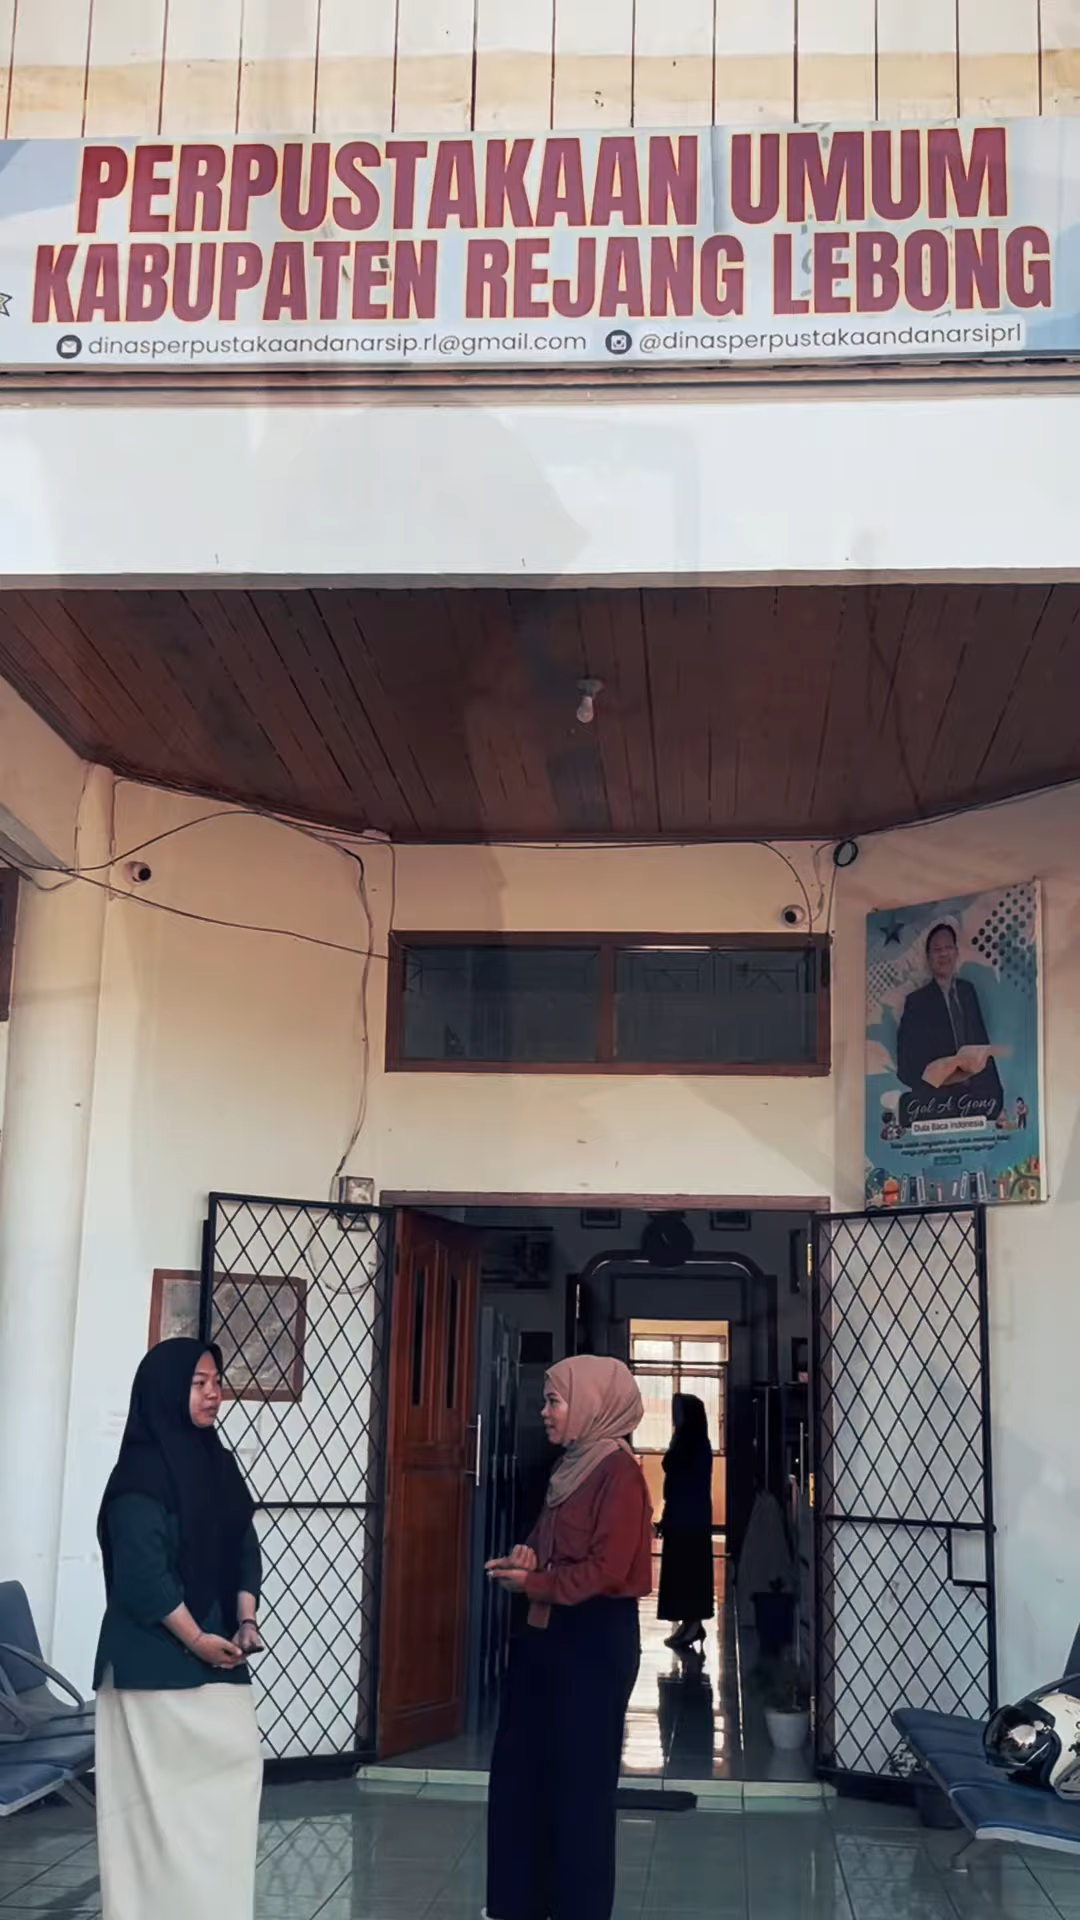 PERPUSTAKAAN UMUM
KABUPATEN REJANG LEBONG
dinasperpustakaandanarsip.rl@gmail.com @dinasperpustakaandanarsiprl
Gol A Gong
Duta Baca Indonesia